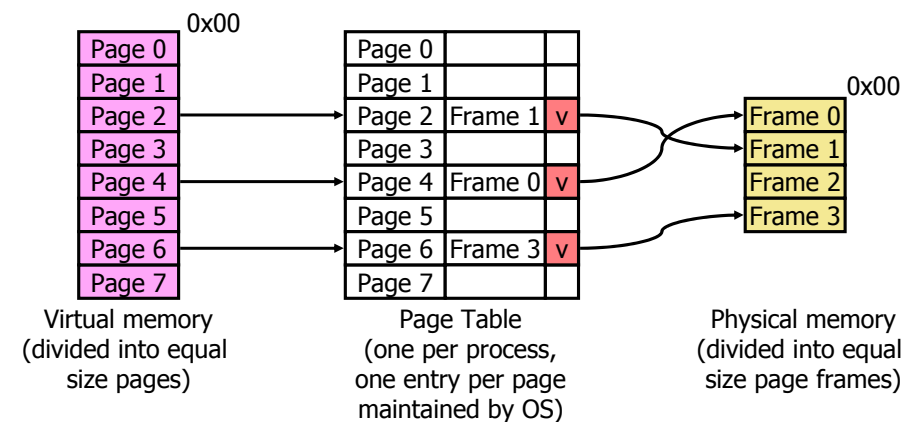 0x00
Page 0
Page 1
Page 2
Page 3
Page 4
Page 5
Page 6
Page 7
Virtual memory
(divided into equal
size pages)
Page 0
Page 1
Page 2 Frame 1 v
Page 3
Page 4 Frame 0 v
Page 5
Page 6 Frame 3 v
Page 7
Page Table
(one per process,
one entry per page
maintained by OS)
0x00
Frame 0
Frame 1
Frame 2
Frame 3
Physical memory
(divided into equal
size page frames)